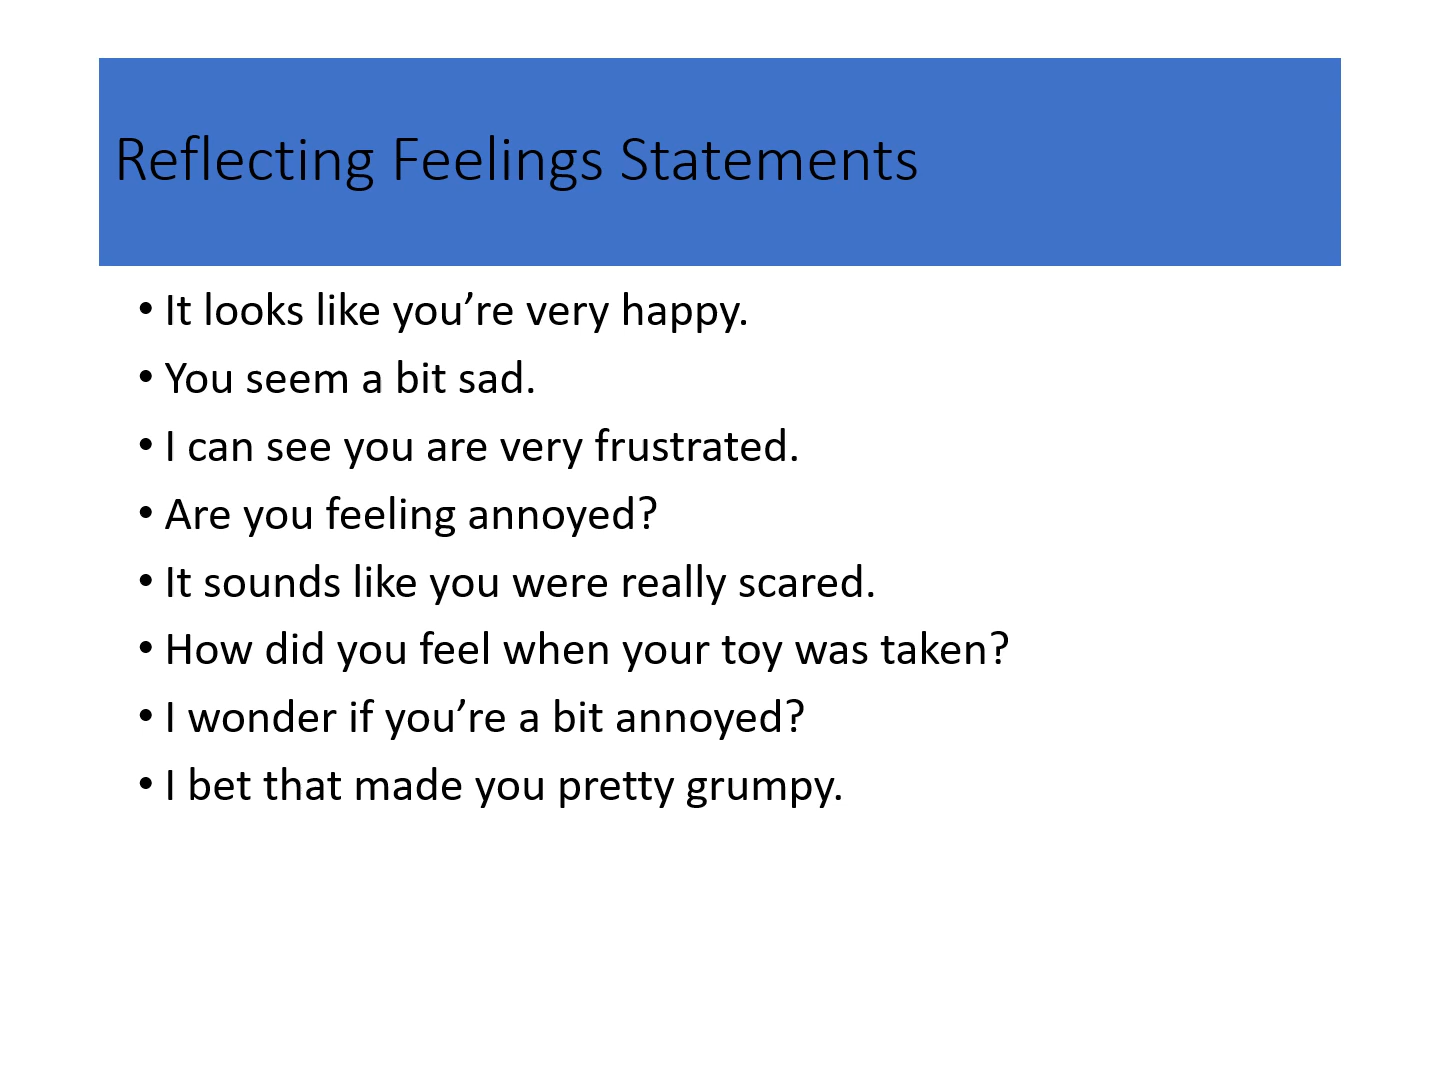 Reflecting Feelings Statements
• It looks like you’re very happy.
• You seem a bit sad.
• I can see you are very frustrated.
• Are you feeling annoyed?
• It sounds like you were really scared.
• How did you feel when your toy was taken?
• I wonder if you’re a bit annoyed?
• I bet that made you pretty grumpy.